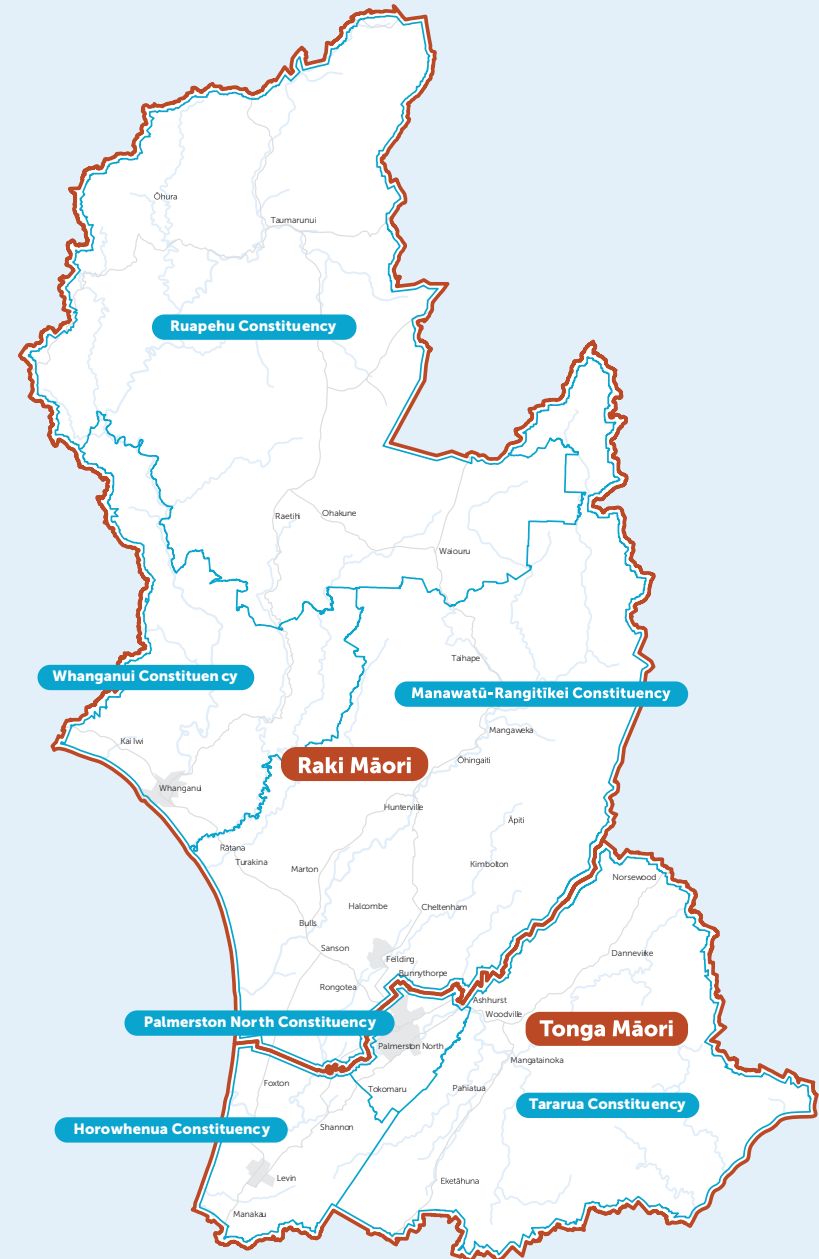 Ōhura
Taumarunui
Ruapehu Constituency
Raetihi
Ohakune
Waiouru
Taihape
Whanganui Constituency
Manawatū-Rangitīkei Constituency
Mangaweka
Kai Iwi
Ōhingaiti
Raki Māori
Whanganui
Hunterville
Āpiti
Rātana
Turakina
Marton
Kimbolton
Norsewood
Halcombe
Cheltenham
Bulls
Sanson
Dannevirke
Feilding
Bunnythorpe
Rongotea
Ashhurst
Woodville
Palmerston North Constituency
Tonga Māori
Palmerston North
Mangatainoka
Foxton
Tokomaru
Pahiatua
Tararua Constituency
Shannon
Horowhenua Constituency
Levin
Eketāhuna
Manakau